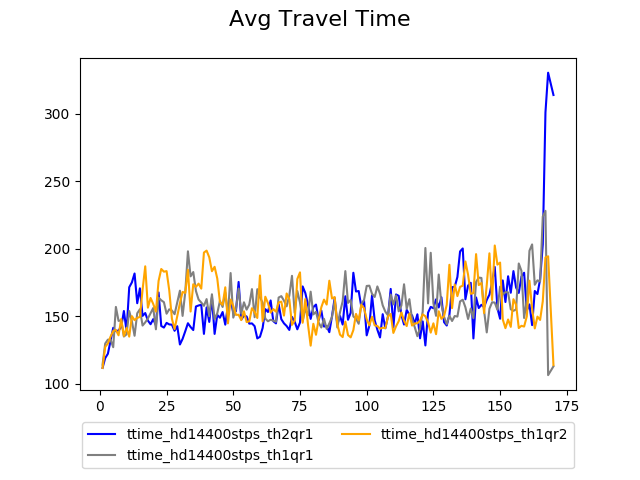 Avg Travel Time
300
250
200
150
100
0 25 50 75 100 125 150 175
ttime_hd14400stps_th2qr1 ttime_hd14400stps_th1qr2
ttime_hd14400stps_th1qr1